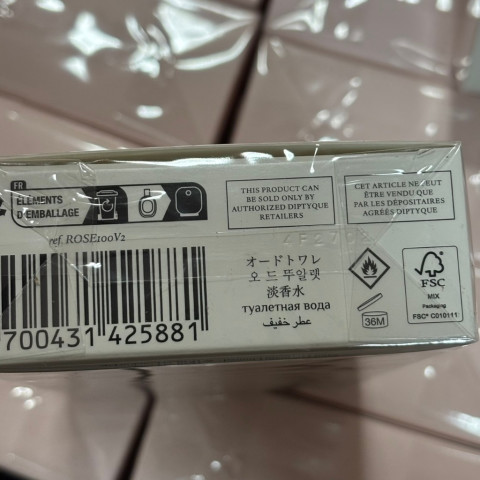 FR
ÉLÉMENTS
D'EMBALLAGE
ref. ROSE100V2
700431 425881
THIS PRODUCT CAN
BE SOLD ONLY BY
AUTHORIZED DIPTYQUE
RETAILERS
CET ARTICLE NE PEUT
ÊTRE VENDU QUE
PAR LES DÉPOSITAIRES
AGRÉÉS DIPTYQUE
オードトワレ
오 드 뚜알렛
淡香水
туалетная вода
عطر خفيف
36M
FSC
MIX
Packaging
FSC® C010111